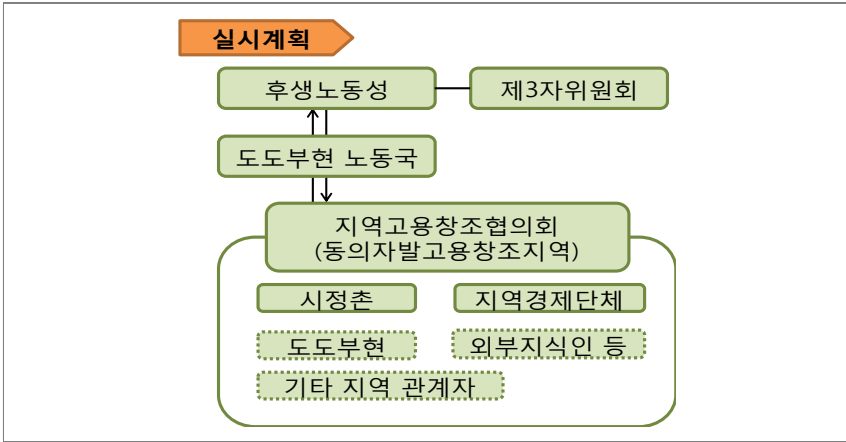 실시계획
후생노동성
제3자위원회
도도부현 노동국
지역고용창조협의회
(동의자발고용창조지역)
시정촌
지역경제단체
도도부현
외부지식인 등
기타 지역 관계자